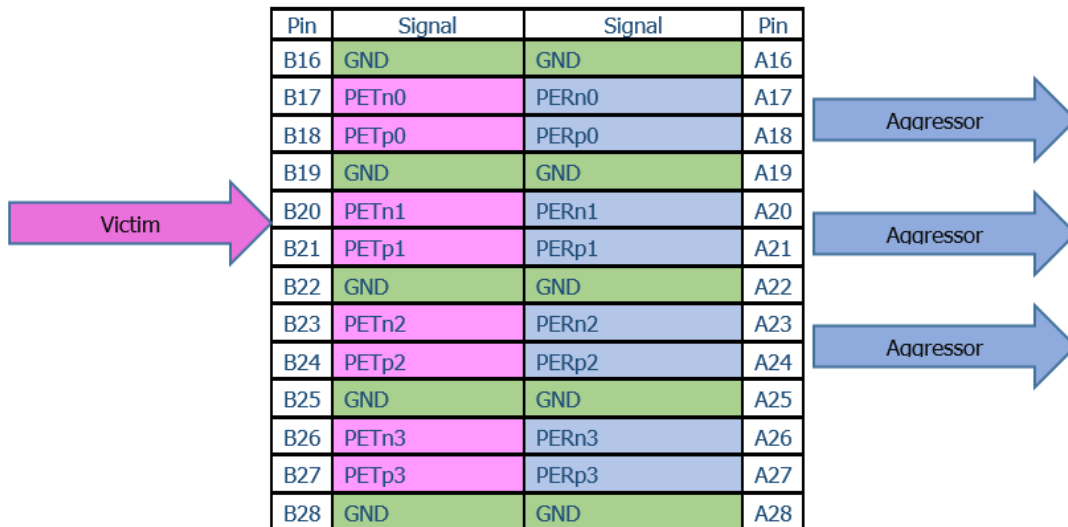 Pin Signal Signal Pin
B16 GND GND A16
B17 PETn0 PERn0 A17
B18 PETp0 PERp0 A18
Aggressor
B19 GND GND A19
B20 PETn1 PERn1 A20
Victim
Aggressor
B21 PETp1 PERp1 A21
B22 GND GND A22
B23 PETn2 PERn2 A23
Aggressor
B24 PETp2 PERp2 A24
B25 GND GND A25
B26 PETn3 PERn3 A26
B27 PETp3 PERp3 A27
B28 GND GND A28